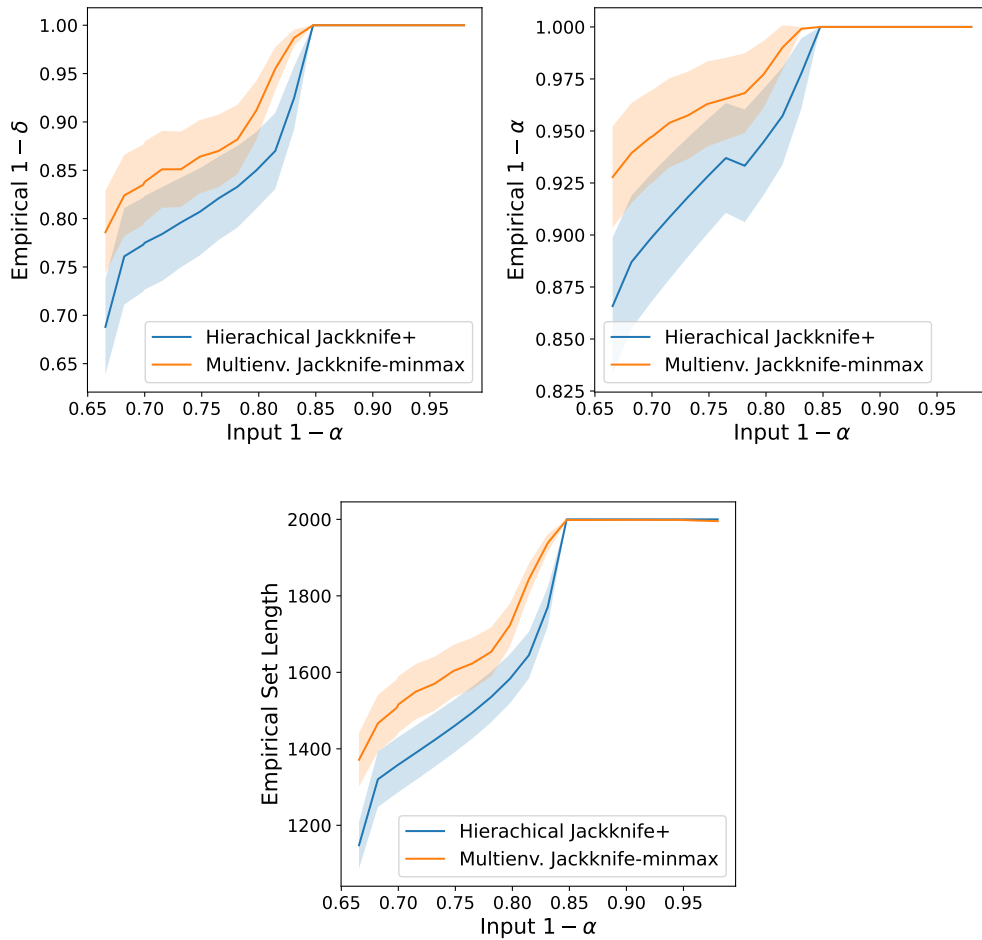 1.00
0.95
0.90
0.85
0.80
0.75
0.70
0.65
Empirical 1 − δ
Hierachical Jackknife+
Multienv. Jackknife-minmax
0.65 0.70 0.75 0.80 0.85 0.90 0.95
Input 1 − α
1.000
0.975
0.950
0.925
0.900
0.875
0.850
0.825
Empirical 1 − α
Hierachical Jackknife+
Multienv. Jackknife-minmax
0.65 0.70 0.75 0.80 0.85 0.90 0.95
Input 1 − α
2000
1800
1600
1400
1200
Empirical Set Length
Hierachical Jackknife+
Multienv. Jackknife-minmax
0.65 0.70 0.75 0.80 0.85 0.90 0.95
Input 1 − α